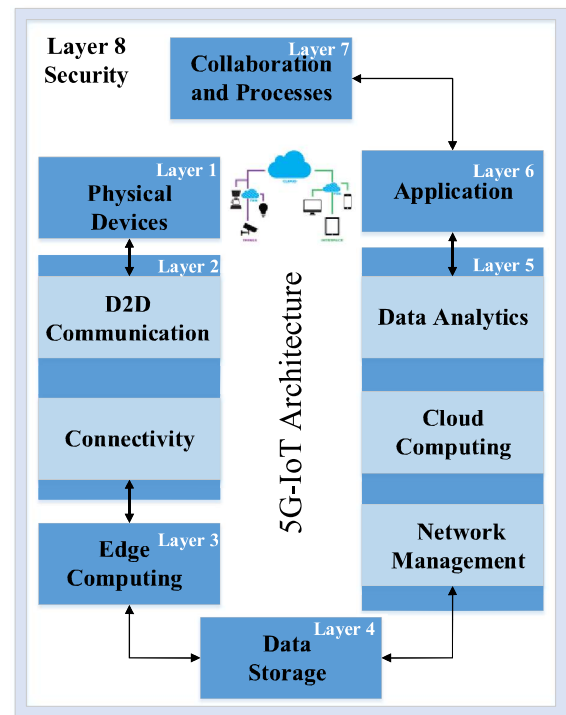 Layer 8
Security
Layer 7
Collaboration
and Processes
Layer 1
Physical
Devices
Layer 6
Application
Layer 2
D2D
Communication
Connectivity
Layer 5
Data Analytics
Cloud
Computing
Network
Management
5G-IoT Architecture
Layer 3
Edge
Computing
Layer 4
Data
Storage